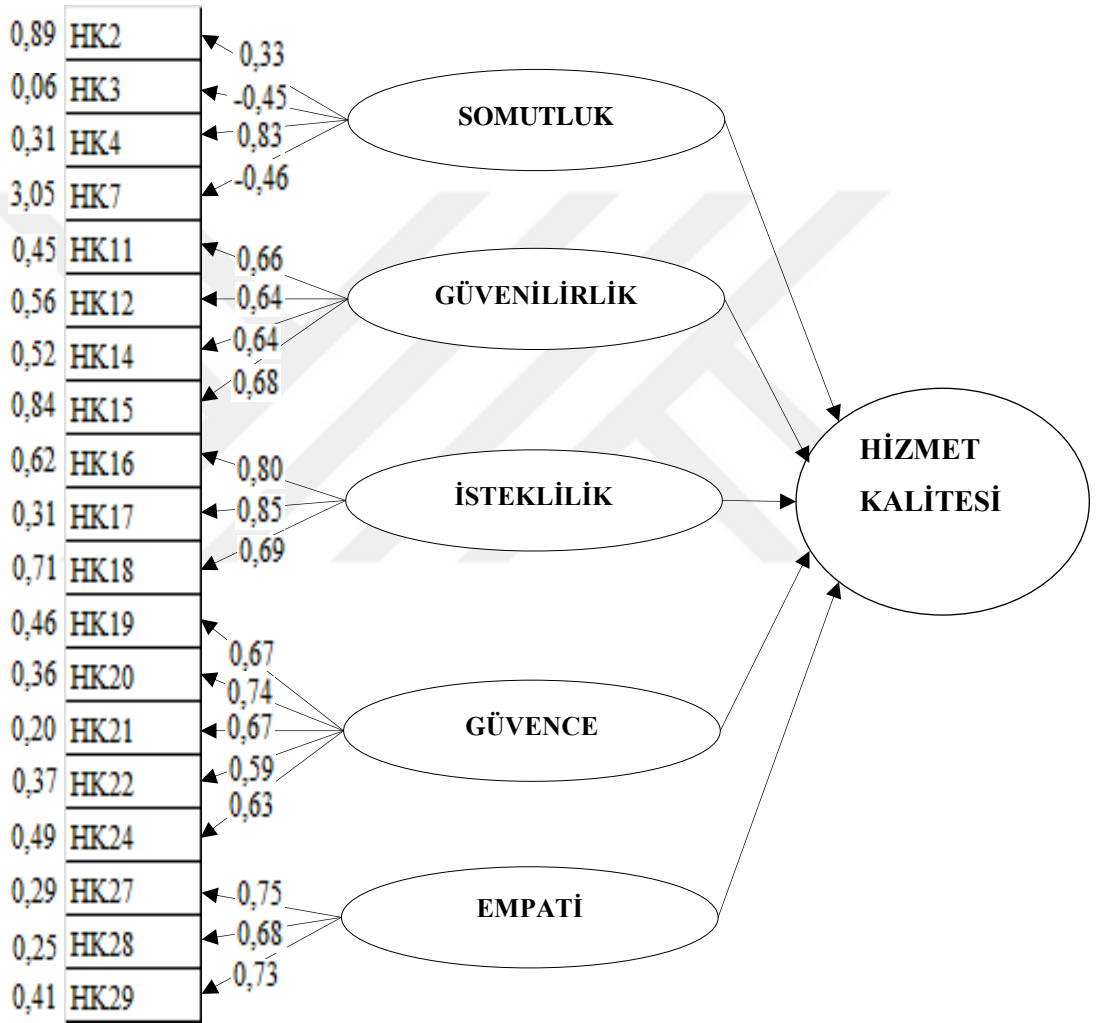 0,89 HK2
0,06 HK3
0,31 HK4
3,05 HK7
0,45 HK11
0,56 HK12
0,52 HK14
0,84 HK15
0,62 HK16
0,31 HK17
0,71 HK18
0,46 HK19
0,36 HK20
0,20 HK21
0,37 HK22
0,49 HK24
0,29 HK27
0,25 HK28
0,41 HK29
0,33
-0,45
0,83
-0,46
0,66
0,64
0,64
0,68
0,80
0,85
0,69
0,67
0,74
0,67
0,59
0,63
0,75
0,68
0,73
SOMUTLUK
GÜVENİLİRLİK
İSTEKLİLİK
GÜVENCE
EMPATİ
HİZMET
KALİTESİ